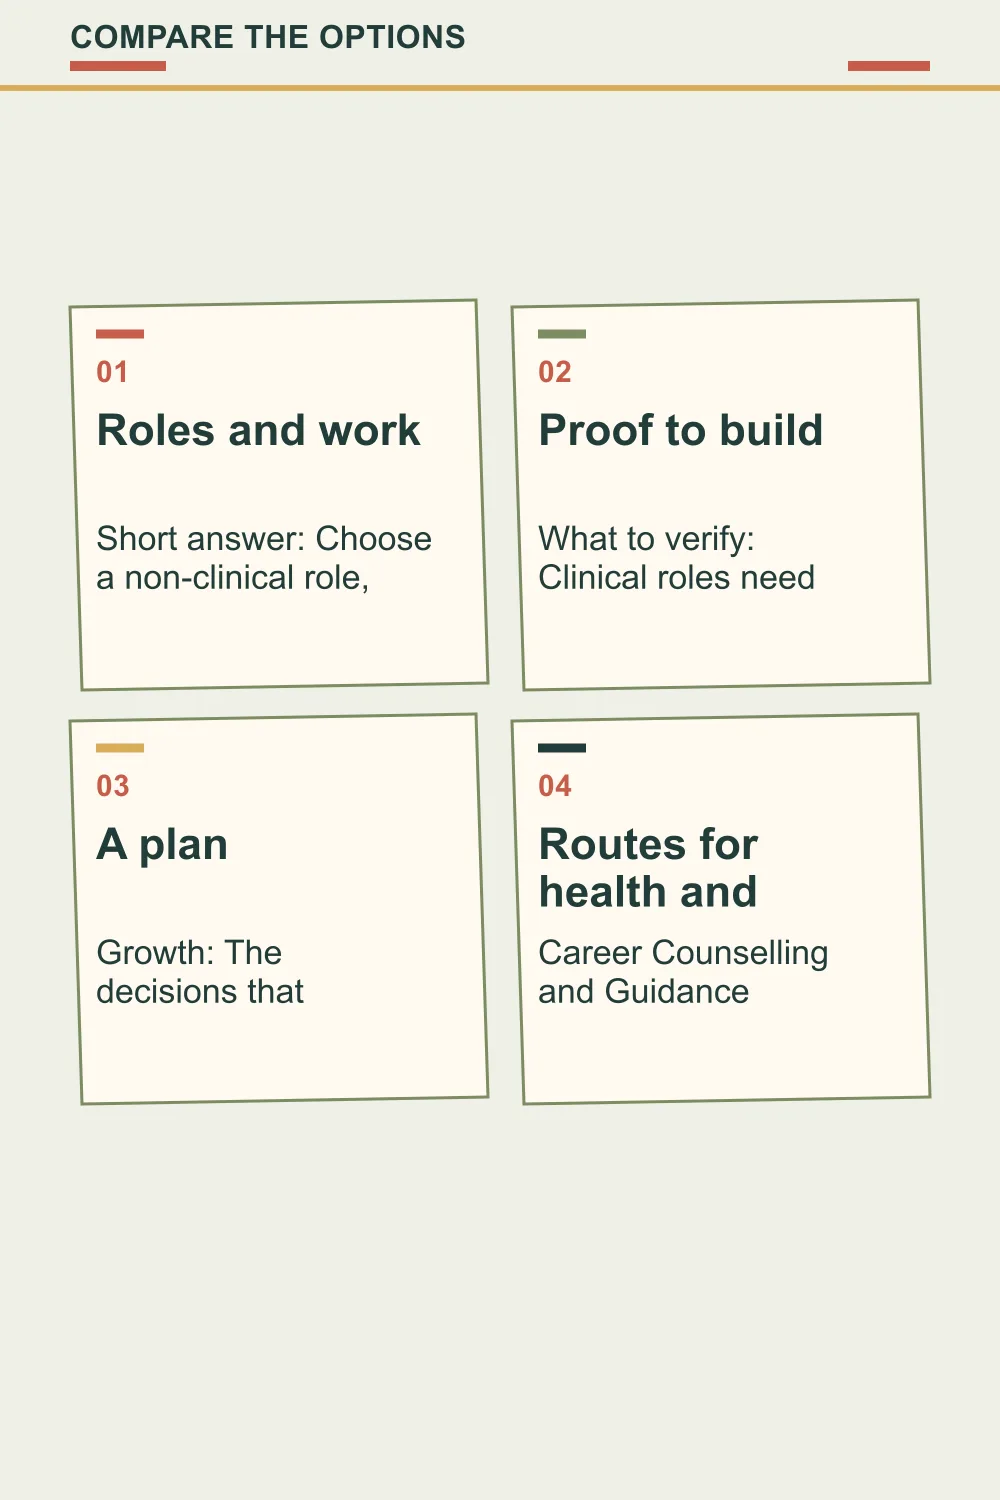 COMPARE THE OPTIONS
01
Roles and work
Short answer: Choose
a non-clinical role,
02
Proof to build
What to verify:
Clinical roles need
03
A plan
Growth: The
decisions that
04
Routes for
health and
Career Counselling
and Guidance